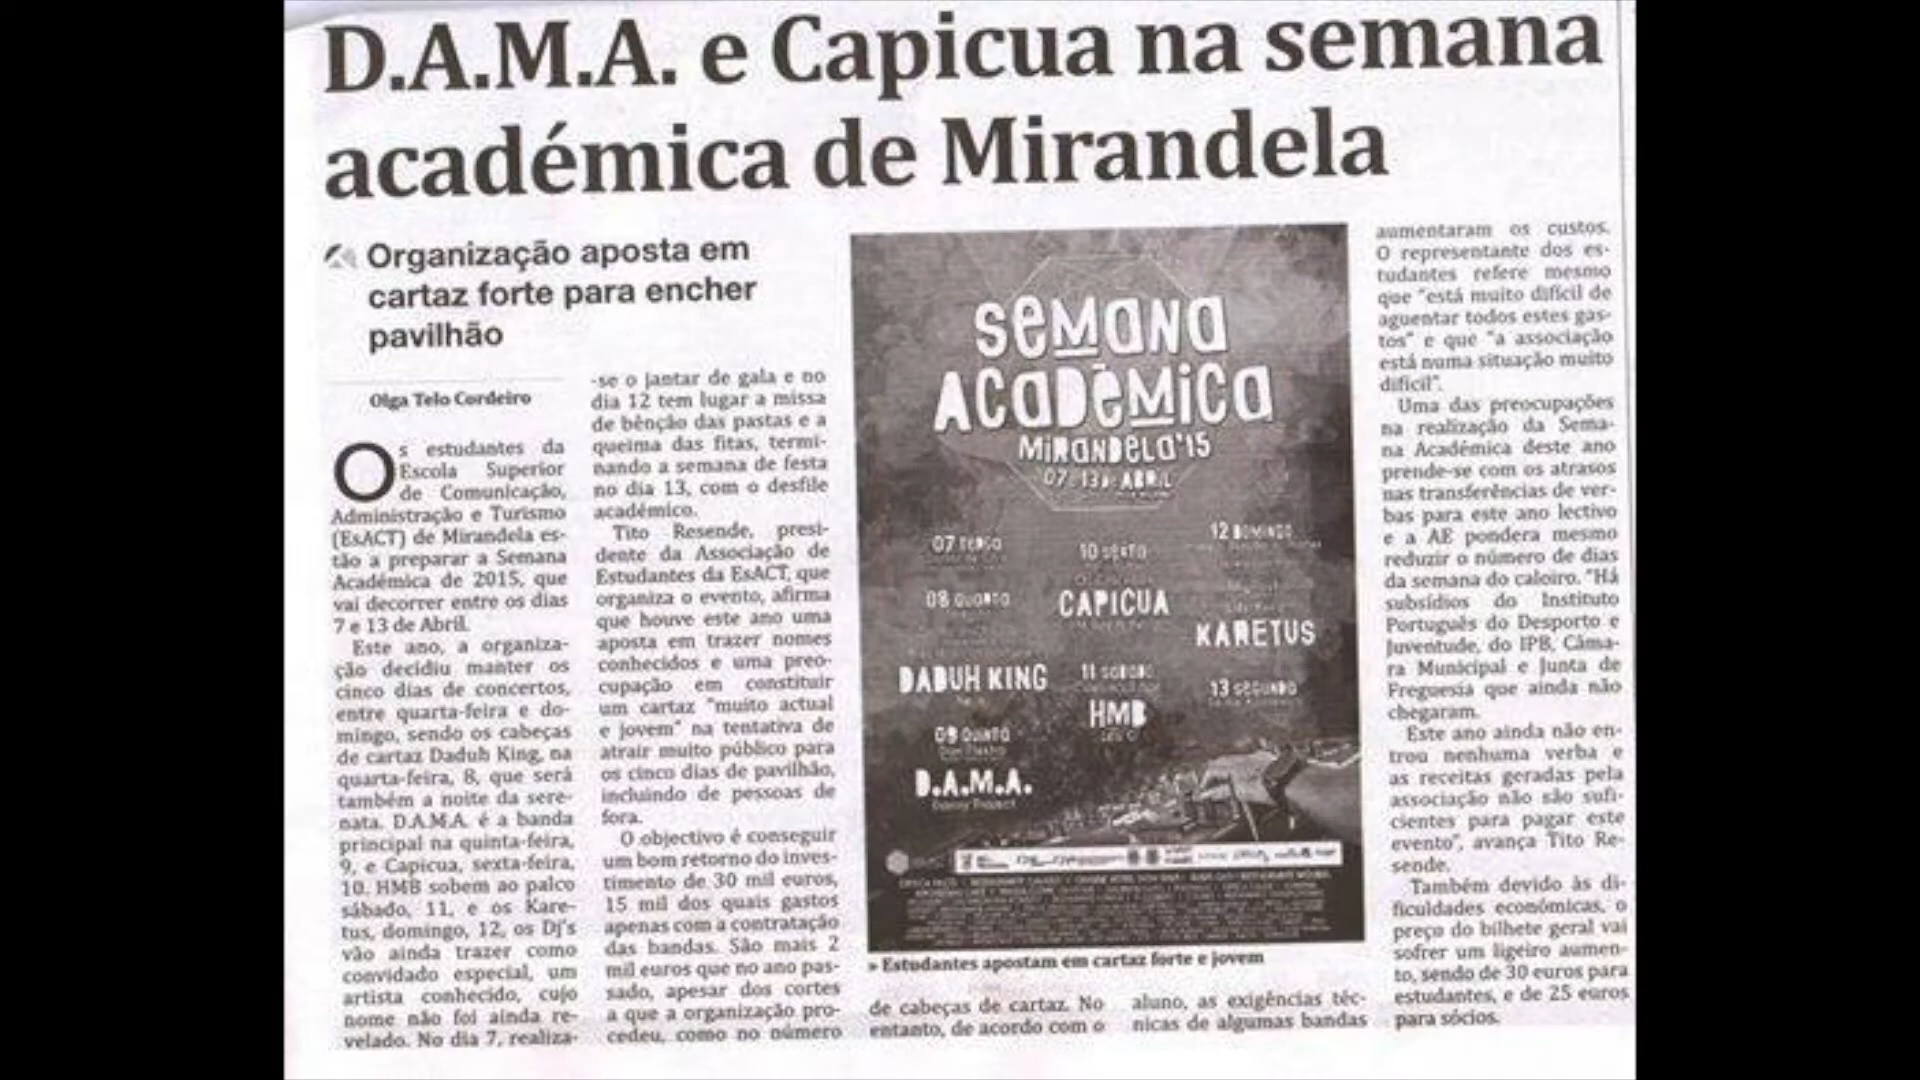 D.A.M.A. e Capicua na semana
académica de Mirandela
Organização aposta em
cartaz forte para encher
pavilhão
Olga Telo Cordeiro
Os estudantes da
Escola Superior
de Comunicação,
Administração e Turismo
(EsACT) de Mirandela es-
tão a preparar a Semana
Académica de 2015, que
vai decorrer entre os dias
7 e 13 de Abril.
Este ano, a organiza-
ção decidiu manter os
cinco dias de concertos,
entre quarta-feira e do-
mingo, sendo os cabeças
de cartaz Daduh King, na
quarta-feira, 8, que será
também a noite da sere-
nata. D.A.M.A. é a banda
principal na quinta-feira,
9, e Capicua, sexta-feira,
10. HMB sobem ao palco
sábado, 11, e os Kare-
tus, domingo, 12, os Dj's
vão ainda trazer como
convidado especial, um
artista conhecido, cujo
nome não foi ainda re-
velado. No dia 7, realiza-
-se o jantar de gala e no
dia 12 tem lugar a missa
de bênção das pastas e a
queima das fitas, termi-
nando a semana de festa
no dia 13, com o desfile
académico.
Tito Resende, presi-
dente da Associação de
Estudantes da EsACT, que
organiza o evento, afirma
que houve este ano uma
aposta em trazer nomes
conhecidos e uma preo-
cupação em constituir
um cartaz "muito actual
e jovem" na tentativa de
atrair muito público para
os cinco dias de pavilhão,
incluindo de pessoas de
fora.
O objectivo é conseguir
um bom retorno do inves-
timento de 30 mil euros,
15 mil dos quais gastos
apenas com a contratação
das bandas. São mais 2
mil euros que no ano pas-
sado, apesar dos cortes
a que a organização pro-
cedeu, como no número
SEMANA
ACADÉMICA
MIRANDELA'15
07 13 ABRIL
07 TERÇA
08 QUARTA
DADUH KING
09 QUINTA
D.A.M.A.
10 SEXTA
CAPICUA
11 SÁBADO
HMB
12 DOMINGO
KARETUS
13 SEGUNDA
» Estudantes apostam em cartaz forte e jovem
de cabeças de cartaz. No
entanto, de acordo com o
aluno, as exigências téc-
nicas de algumas bandas
aumentaram os custos.
O representante dos es-
tudantes refere mesmo
que "está muito difícil de
aguentar todos estes gas-
tos" e que "a associação
está numa situação muito
difícil".
Uma das preocupações
na realização da Sema-
na Académica deste ano
prende-se com os atrasos
nas transferências de ver-
bas para este ano lectivo
e a AE pondera mesmo
reduzir o número de dias
da semana do caloiro. "Há
subsídios do Instituto
Português do Desporto e
Juventude, do IPB, Câma-
ra Municipal e Junta de
Freguesia que ainda não
chegaram.
Este ano ainda não en-
trou nenhuma verba e
as receitas geradas pela
associação não são sufi-
cientes para pagar este
evento", avança Tito Re-
sende.
Também devido às di-
ficuldades económicas, o
preço do bilhete geral vai
sofrer um ligeiro aumen-
to, sendo de 30 euros para
estudantes, e de 25 euros
para sócios.